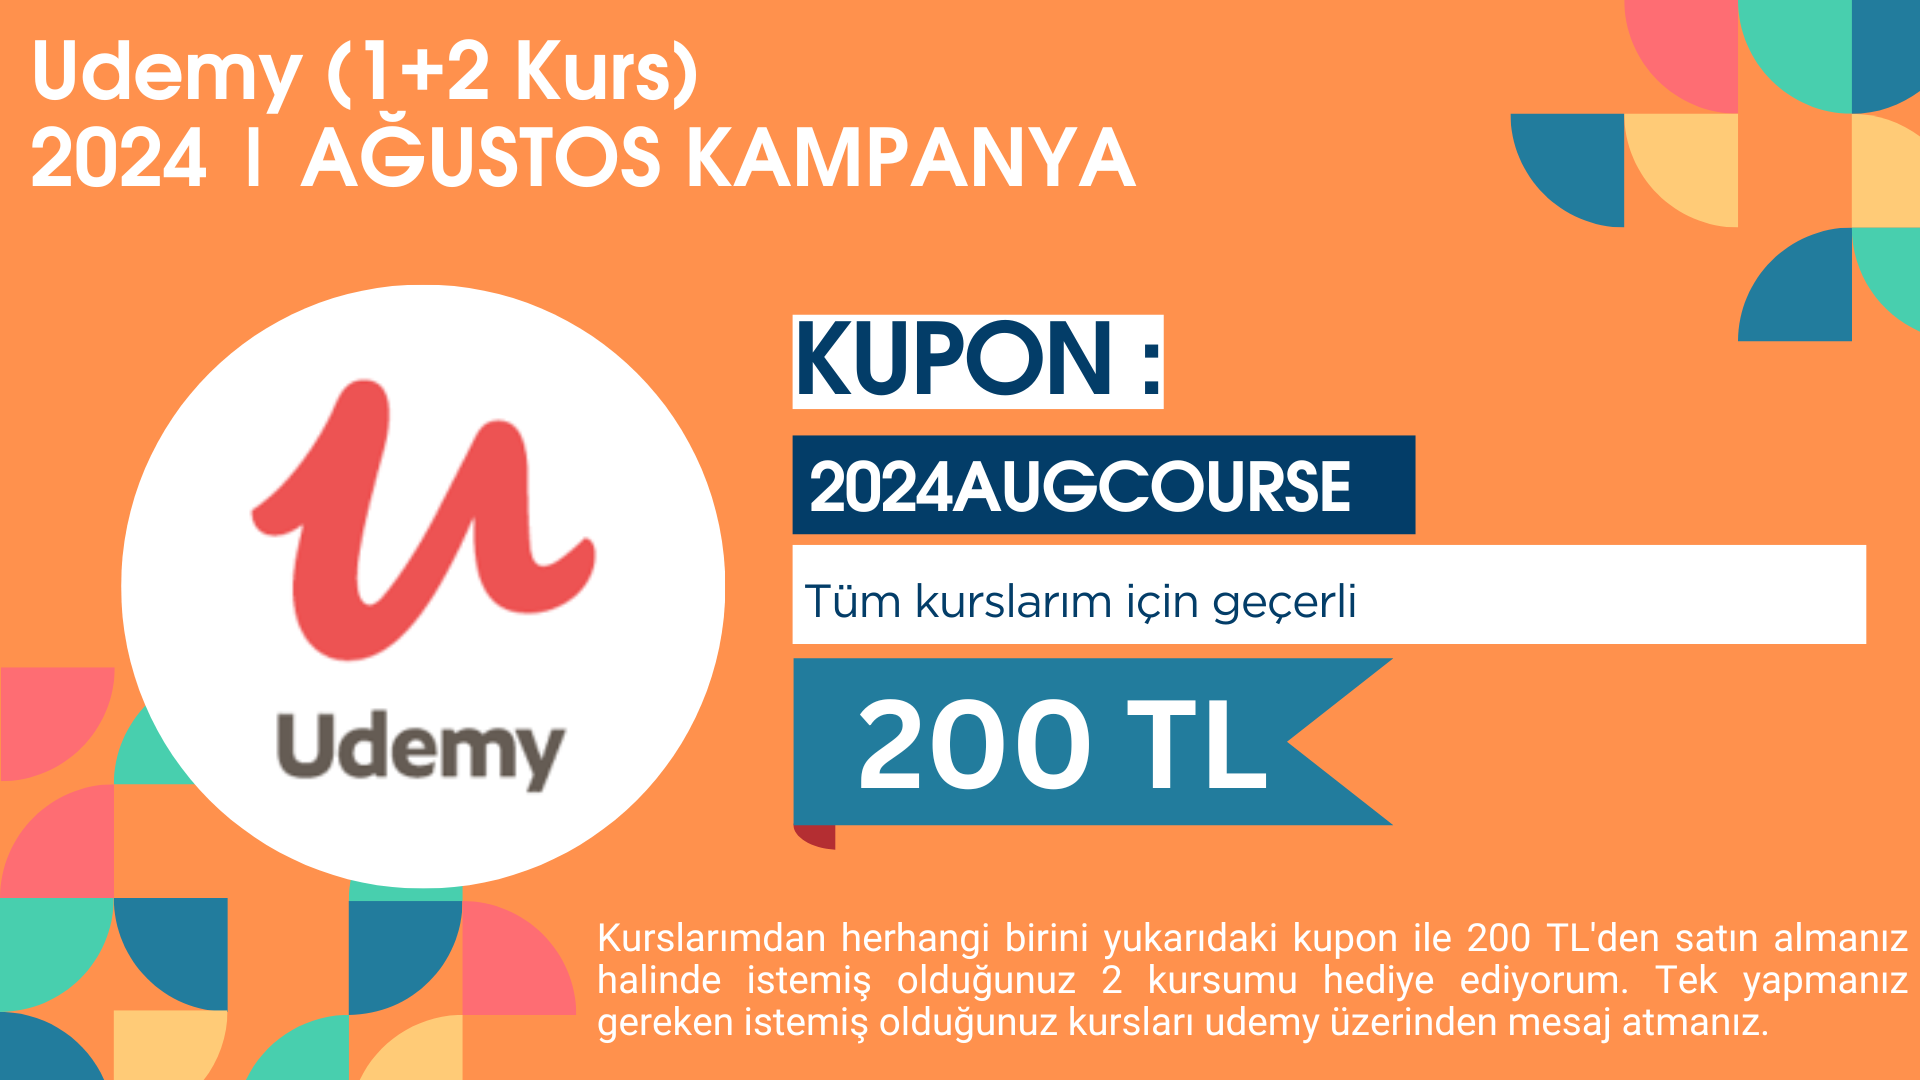 Udemy (1+2 Kurs)
2024 | AĞUSTOS KAMPANYA
KUPON :
2024AUGCOURSE
Tüm kurslarım için geçerli
200 TL
Udemy
Kurslarımdan herhangi birini yukarıdaki kupon ile 200 TL'den satın almanız
halinde istemiş olduğunuz 2 kursumu hediye ediyorum. Tek yapmanız
gereken istemiş olduğunuz kursları udemy üzerinden mesaj atmanız.